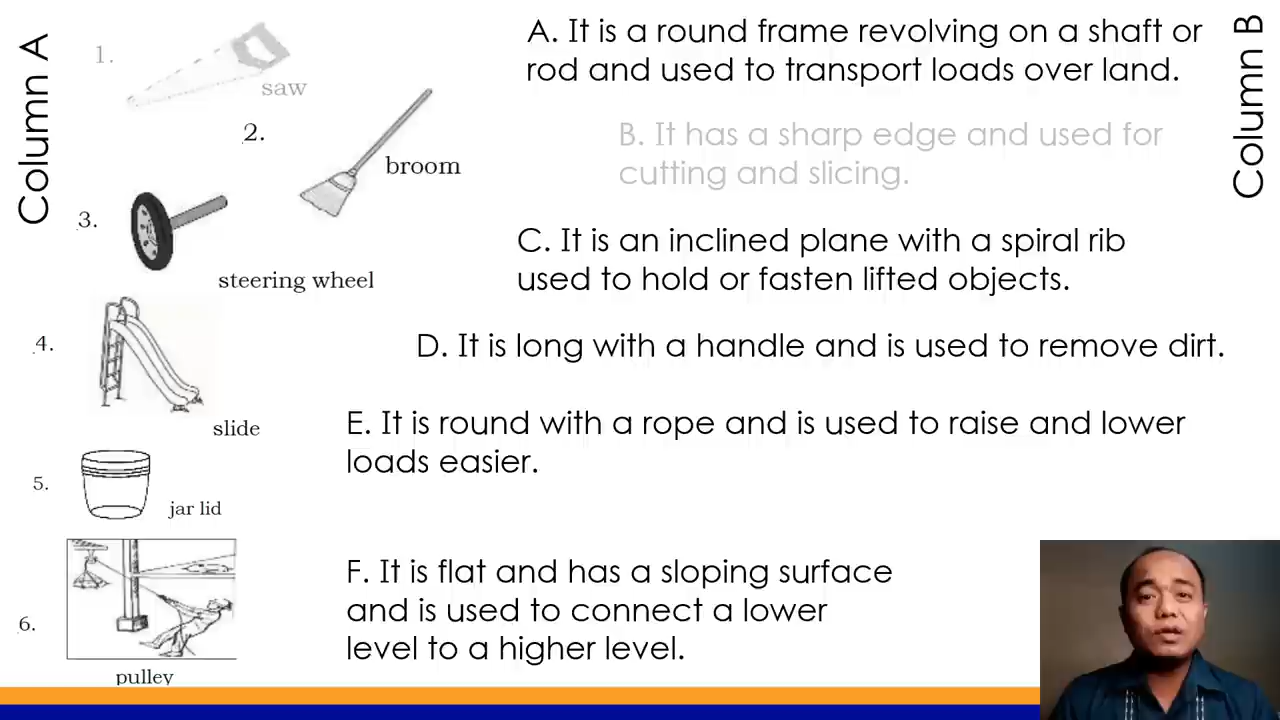 Column A
1.
saw
2.
broom
3.
steering wheel
4.
slide
5.
jar lid
6.
pulley
A. It is a round frame revolving on a shaft or
rod and used to transport loads over land.
B. It has a sharp edge and used for
cutting and slicing.
C. It is an inclined plane with a spiral rib
used to hold or fasten lifted objects.
D. It is long with a handle and is used to remove dirt.
E. It is round with a rope and is used to raise and lower
loads easier.
F. It is flat and has a sloping surface
and is used to connect a lower
level to a higher level.
Column B